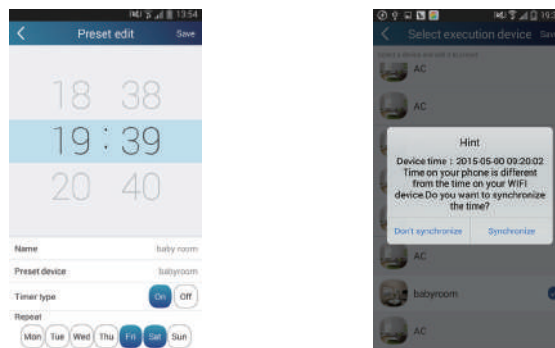 13:54
Preset edit
Save
18 38
19 : 39
20 40
Name
baby room
Preset device
babyroom
Timer type
On
Off
Repeat
Mon
Tue
Wed
Thu
Fri
Sat
Sun
Select execution device
AC
AC
Hint
Device time : 2015-05-00 09:20:02
Time on your phone is different
from the time on your WIFI
device.Do you want to synchronize
the time?
Don't synchronize
Synchronize
AC
babyroom
AC